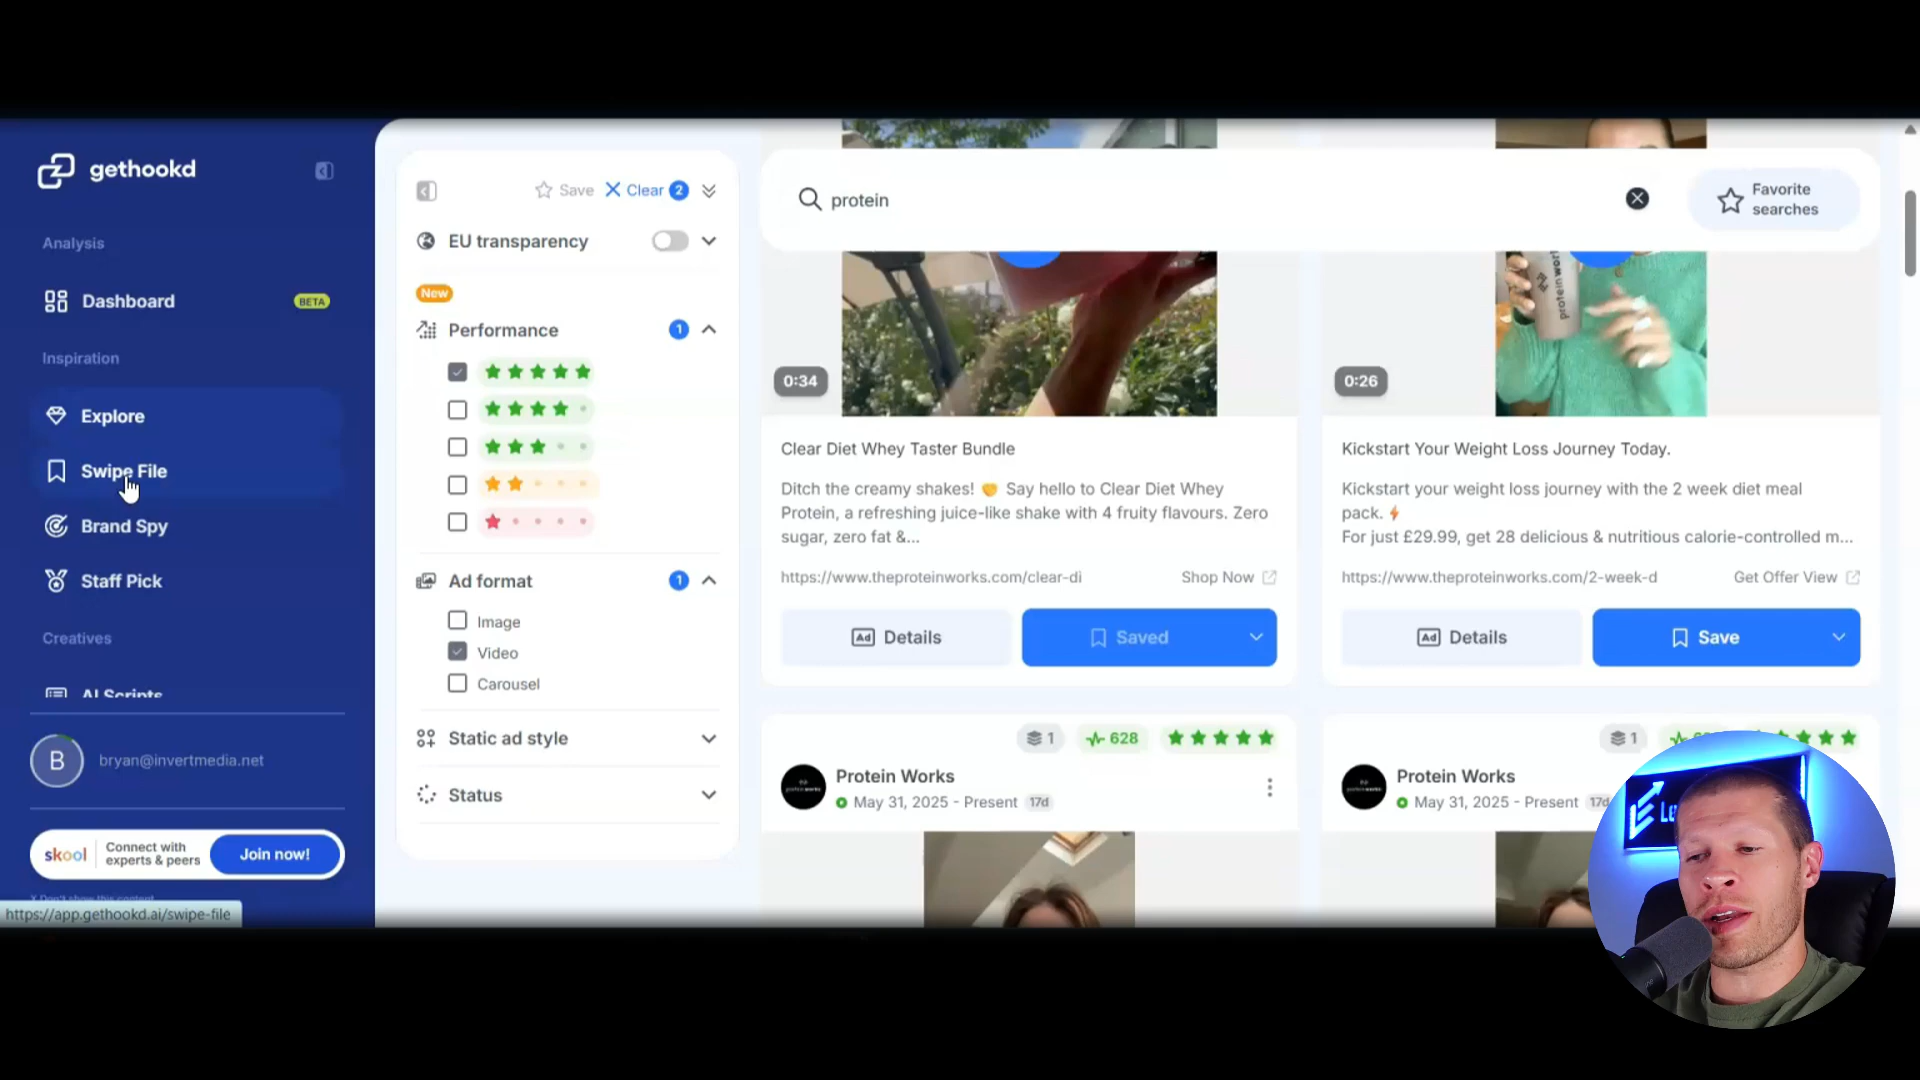 gethookd
Analysis
Dashboard
BETA
Inspiration
Explore
Swipe File
Brand Spy
Staff Pick
Creatives
AI Scripts
B
bryan@invertmedia.net
skool
Connect with
experts & peers
Join now!
https://app.gethookd.ai/swipe-file
Save
Clear 2
EU transparency
New
Performance 1
Ad format 1
Image
Video
Carousel
Static ad style
Status
protein
Favorite
searches
0:34
Clear Diet Whey Taster Bundle
Ditch the creamy shakes! 🤝 Say hello to Clear Diet Whey
Protein, a refreshing juice-like shake with 4 fruity flavours. Zero
sugar, zero fat &...
https://www.theproteinworks.com/clear-di
Shop Now
Ad Details
Saved
proteinwor
0:26
Kickstart Your Weight Loss Journey Today.
Kickstart your weight loss journey with the 2 week diet meal
pack. ⚡
For just £29.99, get 28 delicious & nutritious calorie-controlled m...
https://www.theproteinworks.com/2-week-d
Get Offer View
Ad Details
Save
1
628
Protein Works
May 31, 2025 - Present 17d
1
Protein Works
May 31, 2025 - Present 17d